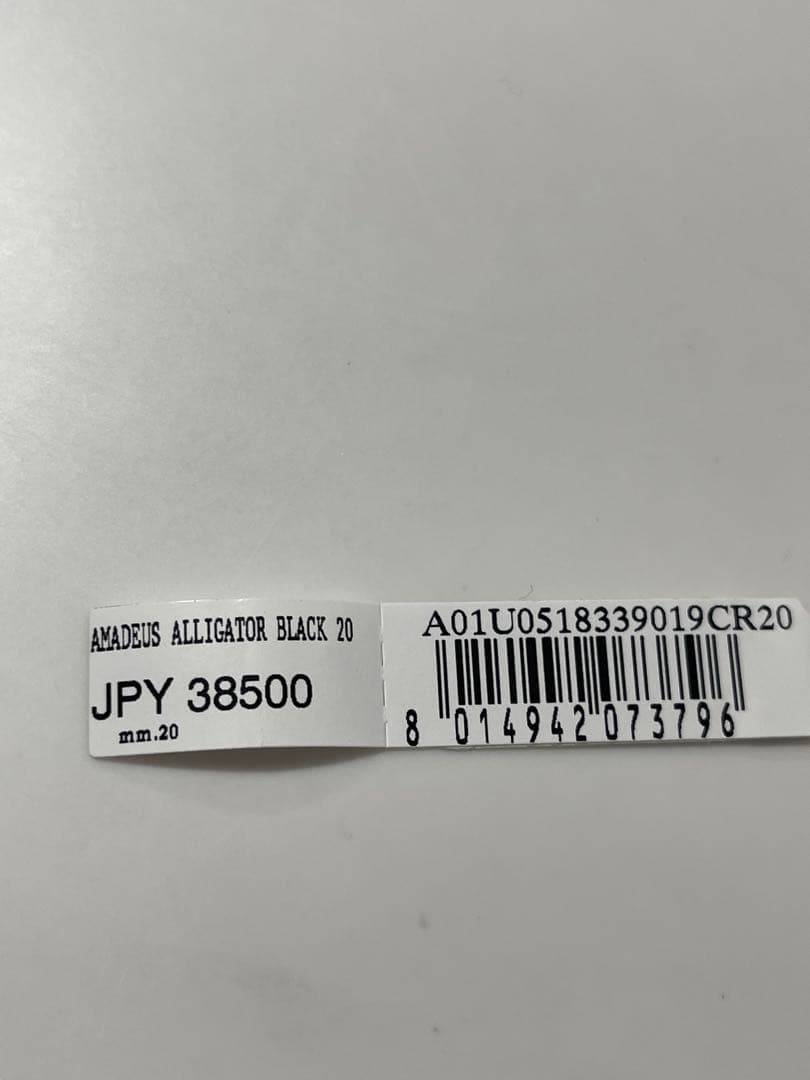 AMADEUS ALLIGATOR BLACK 20
JPY 38500
mm.20
A01U0518339019CR20
8 014942 073796